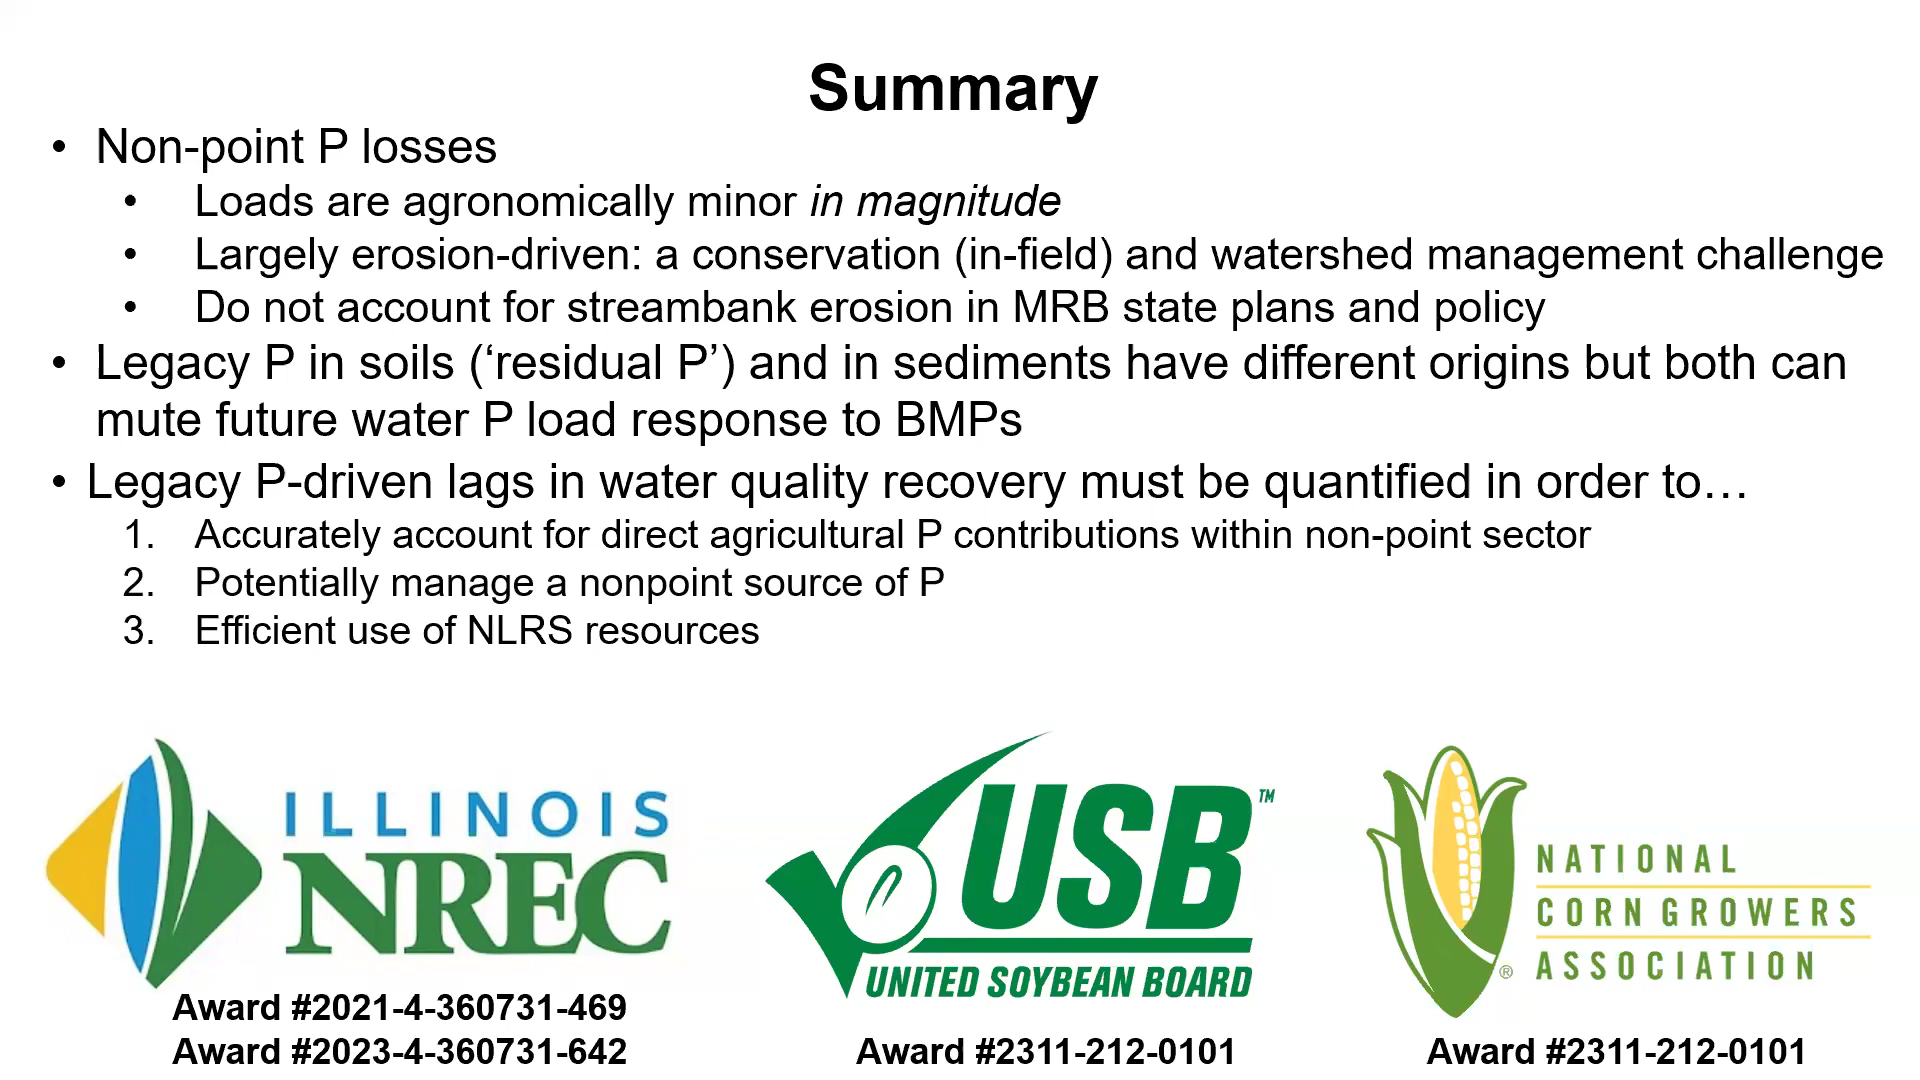 Summary
• Non-point P losses
• Loads are agronomically minor in magnitude
• Largely erosion-driven: a conservation (in-field) and watershed management challenge
• Do not account for streambank erosion in MRB state plans and policy
• Legacy P in soils (‘residual P’) and in sediments have different origins but both can
mute future water P load response to BMPs
• Legacy P-driven lags in water quality recovery must be quantified in order to…
1. Accurately account for direct agricultural P contributions within non-point sector
2. Potentially manage a nonpoint source of P
3. Efficient use of NLRS resources
ILLINOIS
NREC
Award #2021-4-360731-469
Award #2023-4-360731-642
USB™
UNITED SOYBEAN BOARD
Award #2311-212-0101
NATIONAL
CORN GROWERS
® ASSOCIATION
Award #2311-212-0101